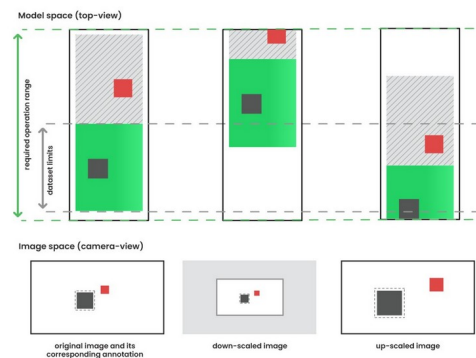 Model space (top-view)
required operation range
dataset limits
Image space (camera-view)
original image and its
corresponding annotation
down-scaled image
up-scaled image